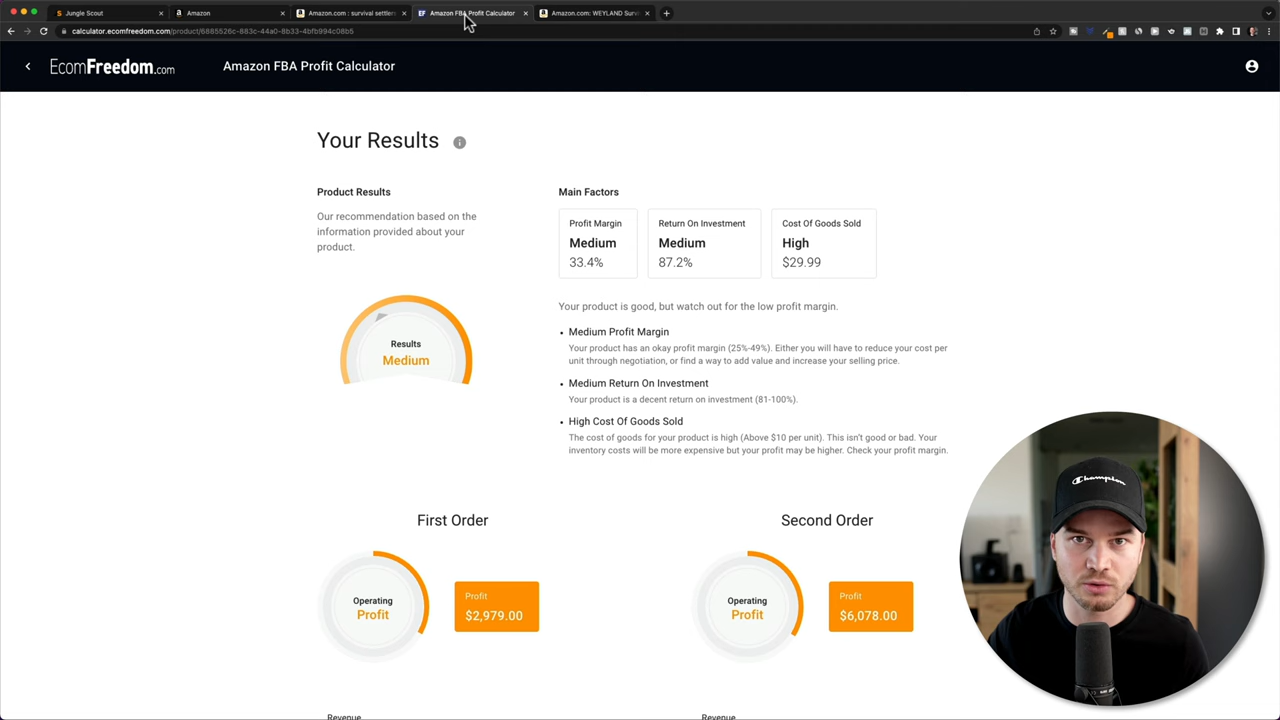 Jungle Scout
Amazon
Amazon.com : survival settlers
Amazon FBA Profit Calculator
Amazon.com: WEYLAND Surv
calculator.ecomfreedom.com/product/6885526c-883c-44a0-8b33-4bfb994c08b5
EcomFreedom.com
Amazon FBA Profit Calculator
Your Results
Product Results
Our recommendation based on the
information provided about your
product.
Results
Medium
Main Factors
Profit Margin
Medium
33.4%
Return On Investment
Medium
87.2%
Cost Of Goods Sold
High
$29.99
Your product is good, but watch out for the low profit margin.
• Medium Profit Margin
Your product has an okay profit margin (25%-49%). Either you will have to reduce your cost per
unit through negotiation, or find a way to add value and increase your selling price.
• Medium Return On Investment
Your product is a decent return on investment (81-100%).
• High Cost Of Goods Sold
The cost of goods for your product is high (Above $10 per unit). This isn't good or bad. Your
inventory costs will be more expensive but your profit may be higher. Check your profit margin.
First Order
Operating
Profit
Profit
$2,979.00
Second Order
Operating
Profit
Profit
$6,078.00
Revenue
Revenue
Champion